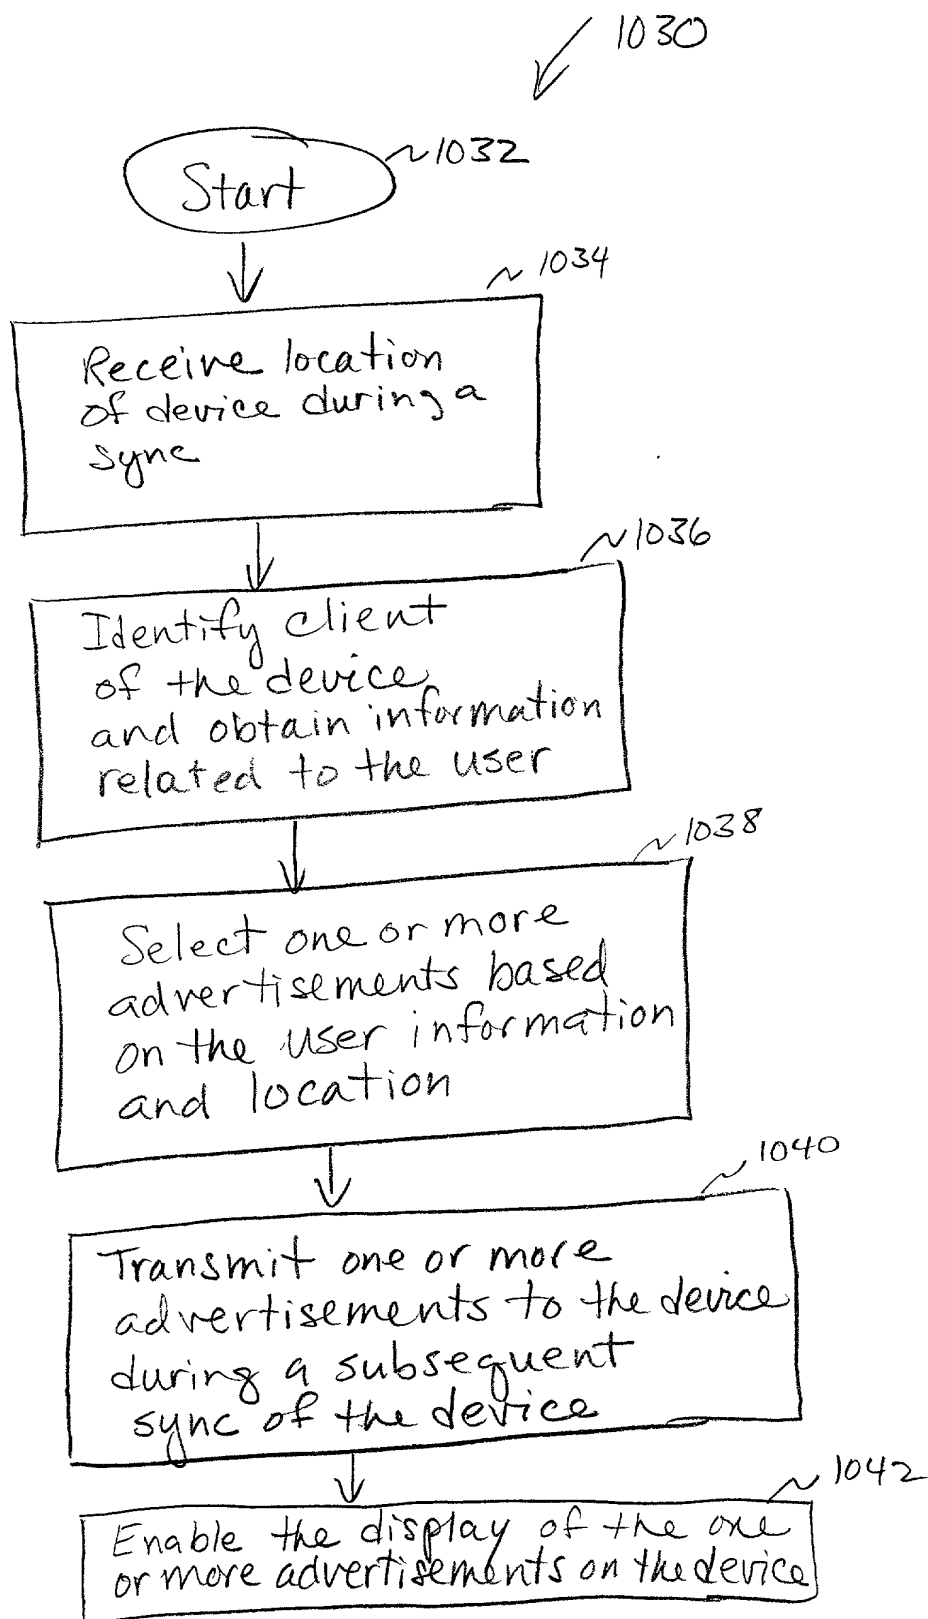 1030
1032
Start
1034
Receive location
of device during a
sync
1036
Identify client
of the device
and obtain information
related to the user
1038
Select one or more
advertisements based
on the user information
and location
1040
Transmit one or more
advertisements to the device
during a subsequent
sync of the device
1042
Enable the display of the one
or more advertisements on the device